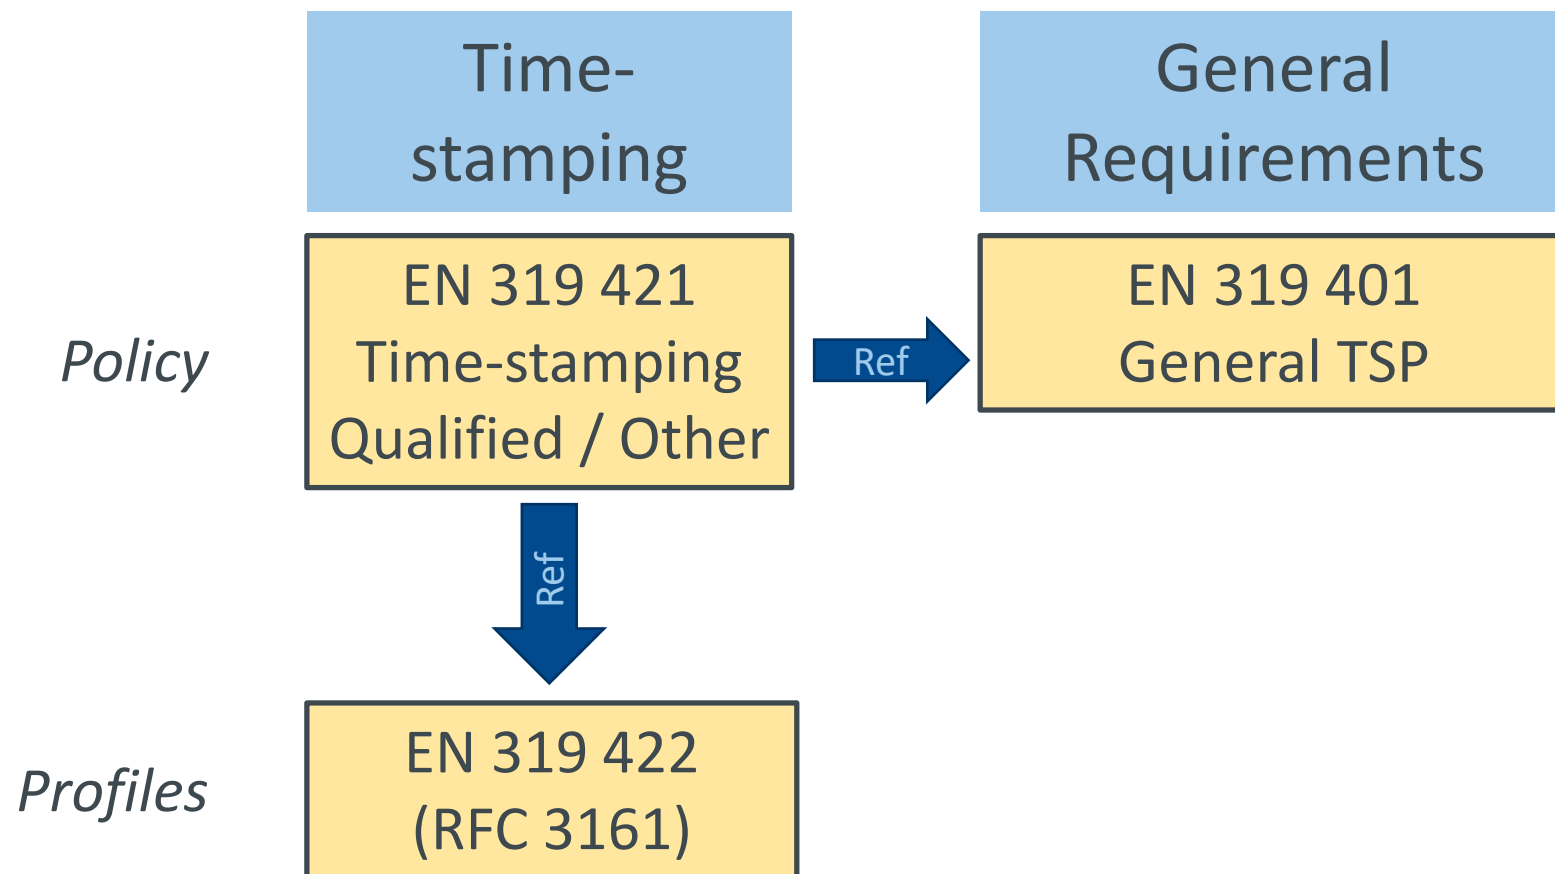 Time-
stamping
General
Requirements
Policy
EN 319 421
Time-stamping
Qualified / Other
Ref
EN 319 401
General TSP
Ref
Profiles
EN 319 422
(RFC 3161)